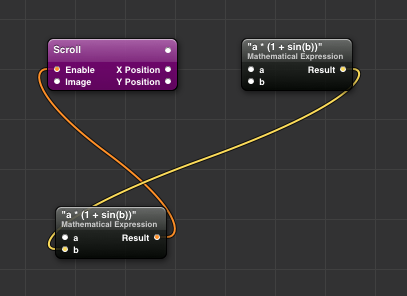 Scroll
Enable X Position
Image Y Position
"a * (1 + sin(b))"
Mathematical Expression
a Result
b
"a * (1 + sin(b))"
Mathematical Expression
a Result
b